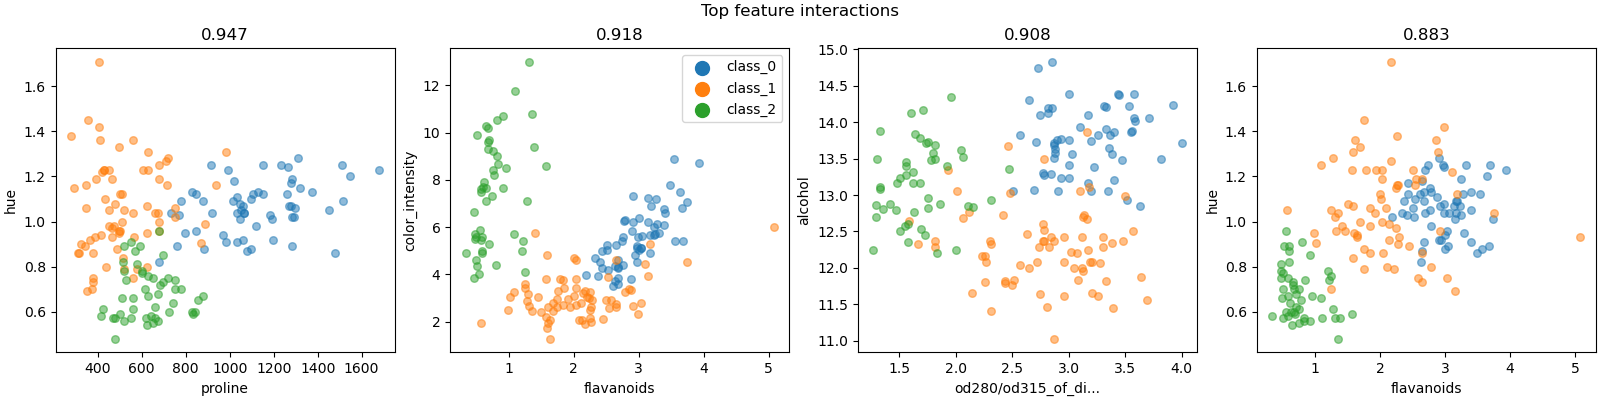 Top feature interactions
0.947
hue
1.6
1.4
1.2
1.0
0.8
0.6
400 600 800 1000 1200 1400 1600
proline
0.918
color_intensity
12
10
8
6
4
2
class_0
class_1
class_2
1 2 3 4 5
flavanoids
0.908
alcohol
15.0
14.5
14.0
13.5
13.0
12.5
12.0
11.5
11.0
1.5 2.0 2.5 3.0 3.5 4.0
od280/od315_of_di...
0.883
hue
1.6
1.4
1.2
1.0
0.8
0.6
1 2 3 4 5
flavanoids